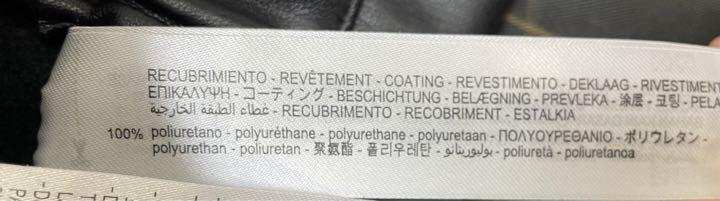 RECUBRIMIENTO - REVÊTEMENT - COATING - REVESTIMENTO - DEKLAAG - RIVESTIMENT
ΕΠΙΚΑΛΥΨΗ - コーティング - BESCHICHTUNG - BELÆGNING - PREVLEKA - 涂层 - 코팅 - PELA
غطاء الطبقة الخارجية - RECUBRIMENTO - RECOBRIMENT - ESTALKIA
100% poliuretano - polyuréthane - polyurethane - polyuretaan - ΠΟΛΥΟΥΡΕΘΑΝΙΟ - ポリウレタン -
polyurethan - poliuretan - 聚氨酯 - 폴리우레탄 - بوليوريتانو - poliuretà - poliuretanoa